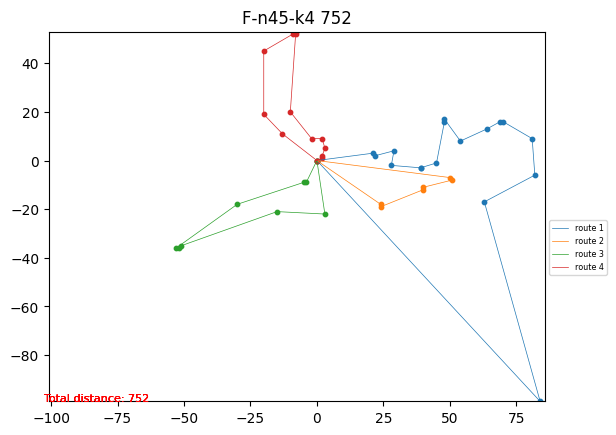 F-n45-k4 752
40
20
0
−20
−40
−60
−80
−100 −75 −50 −25 0 25 50 75
route 1
route 2
route 3
route 4
Total distance: 752